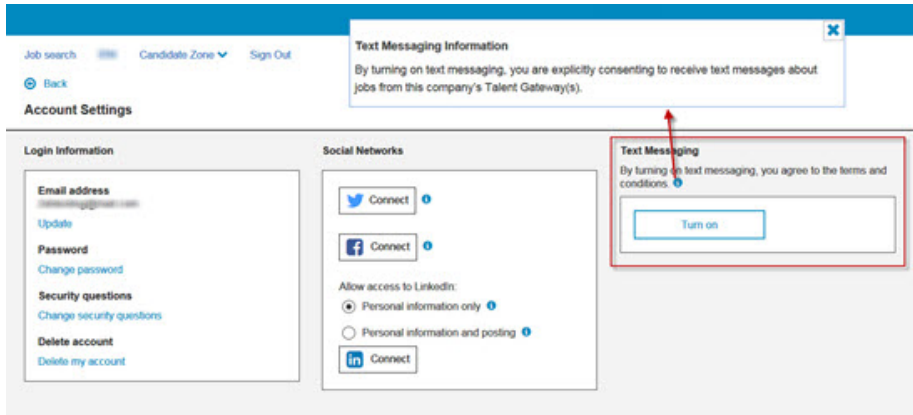 Job search
Candidate Zone
Sign Out
Back
Account Settings
Text Messaging Information
By turning on text messaging, you are explicitly consenting to receive text messages about
jobs from this company's Talent Gateway(s).
Login Information
Email address
Update
Password
Change password
Security questions
Change security questions
Delete account
Delete my account
Social Networks
Connect
Connect
Allow access to LinkedIn:
Personal information only
Personal information and posting
in Connect
Text Messaging
By turning on text messaging, you agree to the terms and
conditions.
Turn on